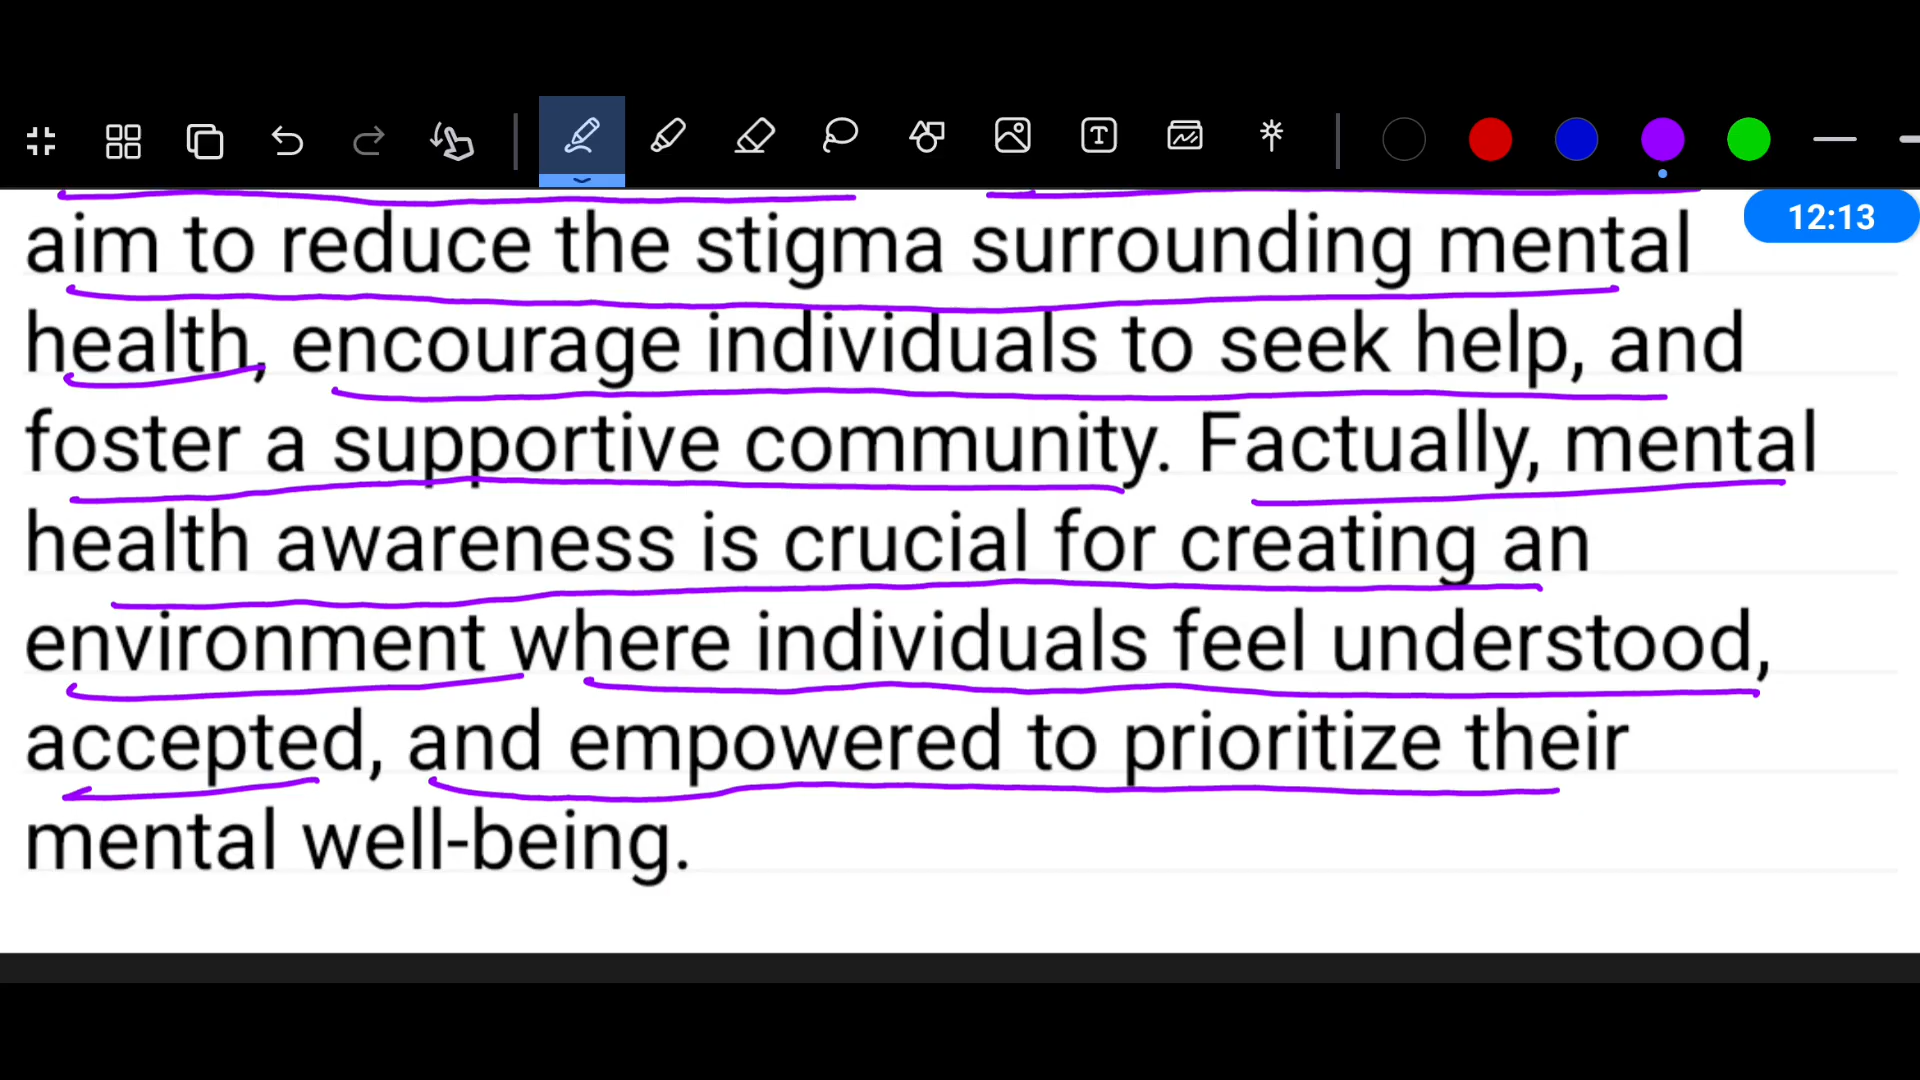 12:13
aim to reduce the stigma surrounding mental
health, encourage individuals to seek help, and
foster a supportive community. Factually, mental
health awareness is crucial for creating an
environment where individuals feel understood,
accepted, and empowered to prioritize their
mental well-being.